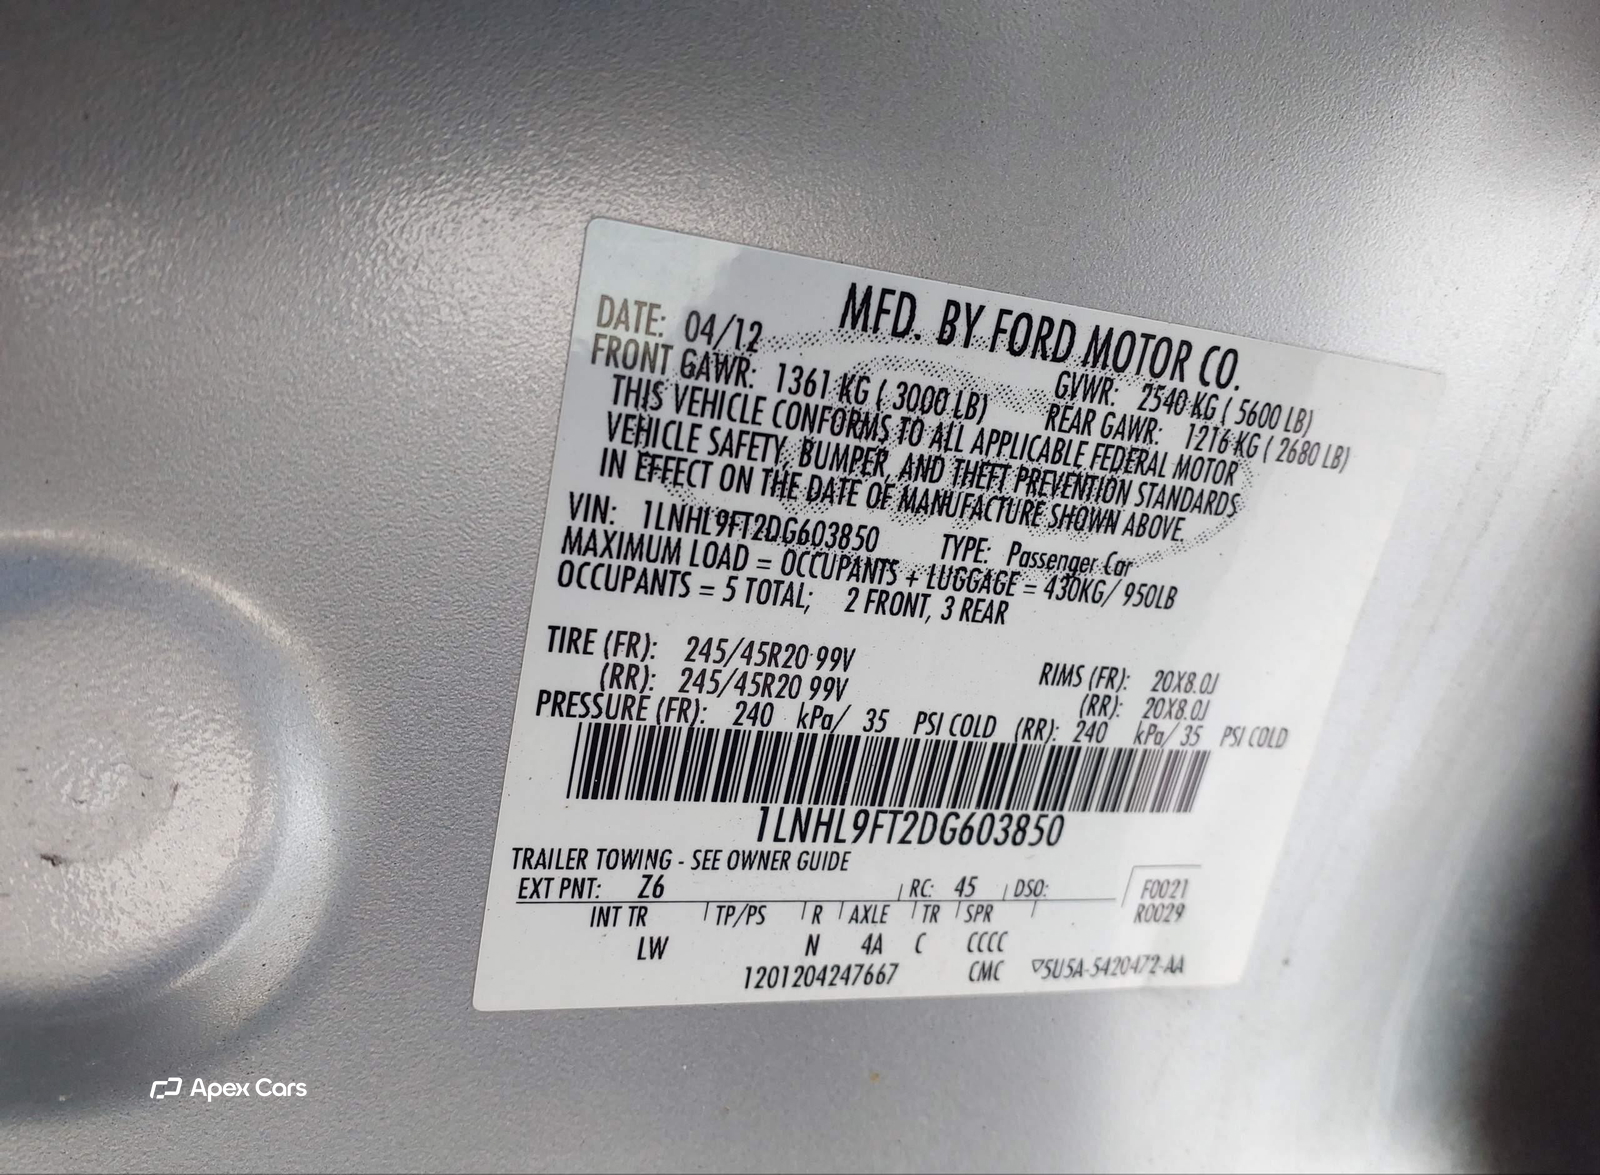 MFD. BY FORD MOTOR CO.
DATE: 04/12 GVWR: 2540 KG ( 5600 LB)
FRONT GAWR: 1361 KG ( 3000 LB) REAR GAWR: 1216 KG ( 2680 LB)
THIS VEHICLE CONFORMS TO ALL APPLICABLE FEDERAL MOTOR
VEHICLE SAFETY, BUMPER, AND THEFT PREVENTION STANDARDS
IN EFFECT ON THE DATE OF MANUFACTURE SHOWN ABOVE.
VIN: 1LNHL9FT2DG603850 TYPE: Passenger Car
MAXIMUM LOAD = OCCUPANTS + LUGGAGE = 430KG/ 950LB
OCCUPANTS = 5 TOTAL; 2 FRONT, 3 REAR
TIRE (FR): 245/45R20 99V RIMS (FR): 20X8.0J
(RR): 245/45R20 99V (RR): 20X8.0J
PRESSURE (FR): 240 kPa/ 35 PSI COLD (RR): 240 kPa/ 35 PSI COLD
1LNHL9FT2DG603850
TRAILER TOWING - SEE OWNER GUIDE
EXT PNT: Z6 RC: 45 DSO: F0021
INT TR TP/PS R AXLE TR SPR R0029
LW N 4A C CCCC
1201204247667 CMC ▽5U5A-5420472-AA
Apex Cars